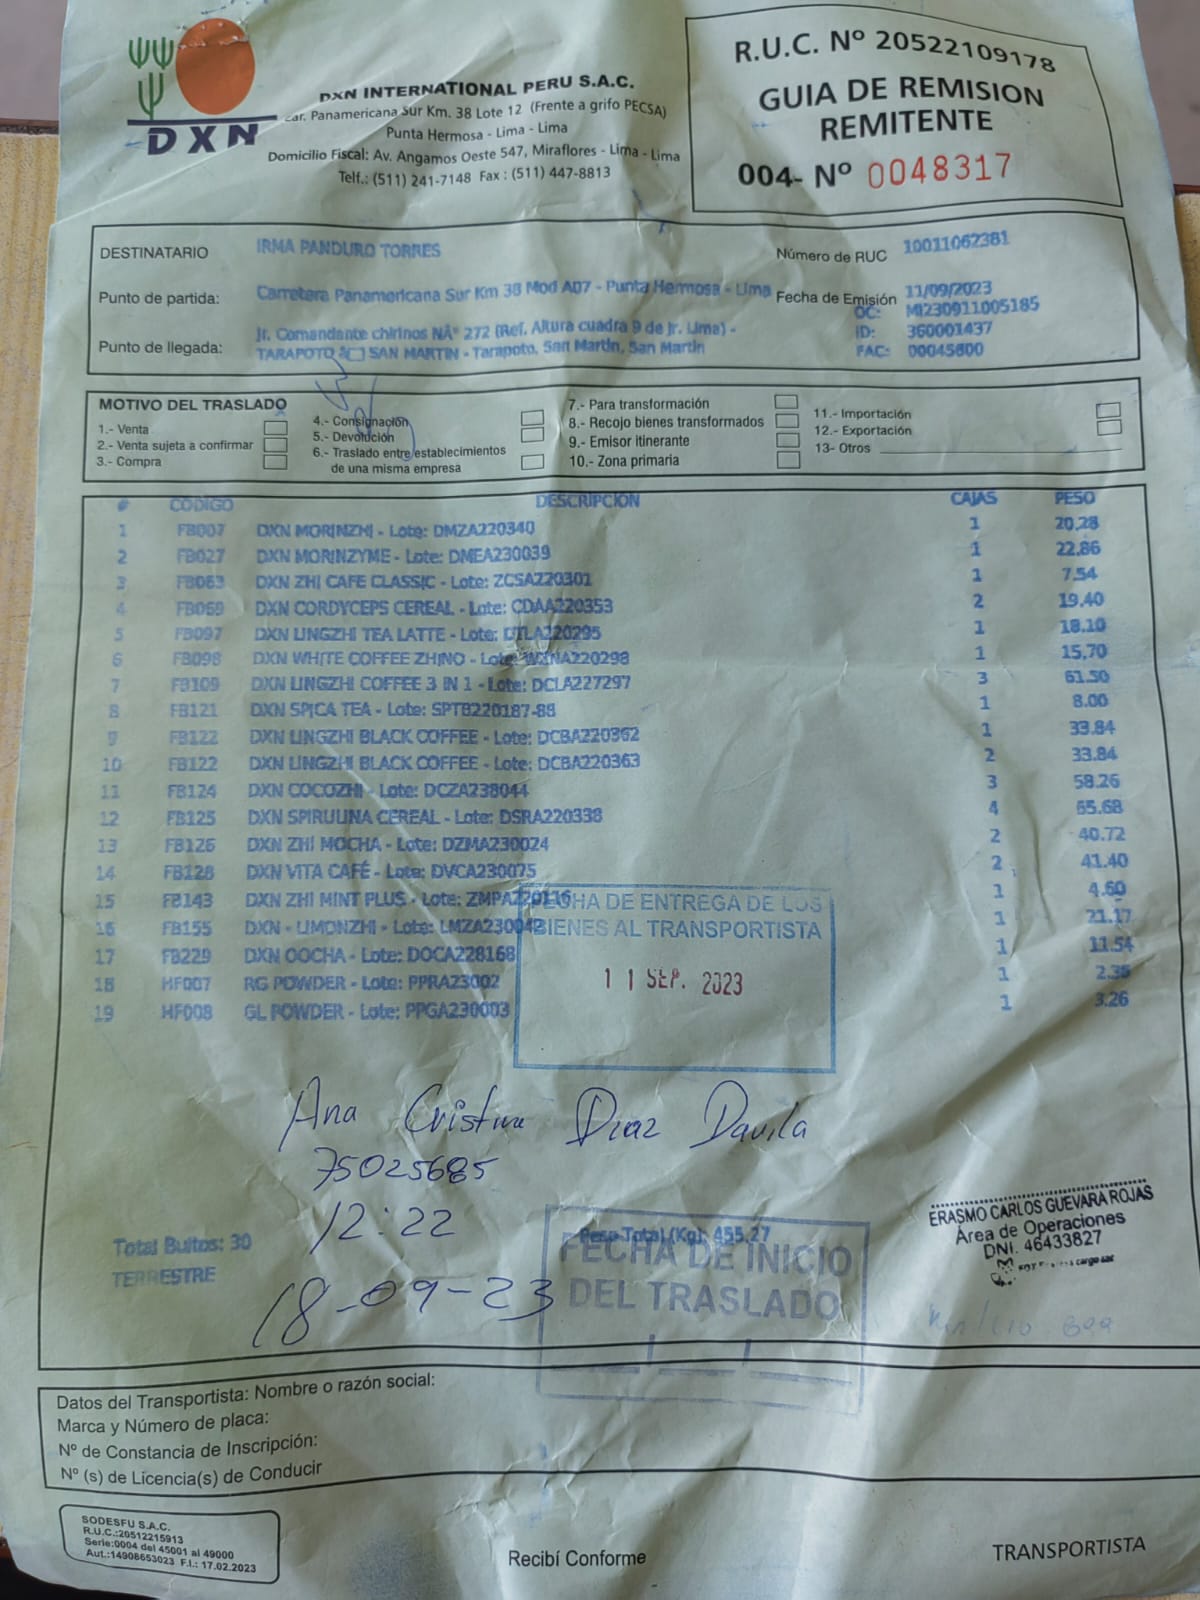 DXN
DXN INTERNATIONAL PERU S.A.C.
Car. Panamericana Sur Km. 38 Lote 12 (Frente a grifo PECSA)
Punta Hermosa - Lima - Lima
Domicilio Fiscal: Av. Angamos Oeste 547, Miraflores - Lima - Lima
Telf.: (511) 241-7148 Fax : (511) 447-8813
R.U.C. Nº 20522109178
GUIA DE REMISION
REMITENTE
004- Nº 0048317
DESTINATARIO IRMA PANDURO TORRES Número de RUC 10011062381
Punto de partida: Carretera Panamericana Sur Km 38 Mod A07 - Punta Hermosa - Lima Fecha de Emisión 11/09/2023
OC: MI230911005185
Punto de llegada: Jr. Comandante chirinos NÂº 272 (Ref. Altura cuadra 9 de jr. Lima) - ID: 360001437
TARAPOTO SAN MARTIN - Tarapoto, San Martin, San Martin FAC: 00045600
MOTIVO DEL TRASLADO
1.- Venta
2.- Venta sujeta a confirmar
3.- Compra
4.- Consignación
5.- Devolución
6.- Traslado entre establecimientos
de una misma empresa
7.- Para transformación
8.- Recojo bienes transformados
9.- Emisor itinerante
10.- Zona primaria
11.- Importación
12.- Exportación
13- Otros
# CODIGO DESCRIPCION CAJAS PESO
1 FB007 DXN MORINZHI - Lote: DMZA220340 1 20,28
2 FB027 DXN MORINZYME - Lote: DMEA230039 1 22,86
3 FB063 DXN ZHI CAFE CLASSIC - Lote: ZCSA220301 1 7.54
4 FB069 DXN CORDYCEPS CEREAL - Lote: CDAA220353 2 19.40
5 FB097 DXN LINGZHI TEA LATTE - Lote: DTLA220295 1 18.10
6 FB098 DXN WHITE COFFEE ZHINO - Lote: 1 15,70
7 FB109 DXN LINGZHI COFFEE 3 IN 1 - Lote: DCLA227297 3 61.50
8 FB121 DXN SPICA TEA - Lote: SPTB220187-88 1 8.00
9 FB122 DXN LINGZHI BLACK COFFEE - Lote: DCBA220362 1 33.84
10 FB122 DXN LINGZHI BLACK COFFEE - Lote: DCBA220363 2 33.84
11 FB124 DXN COCOZHI - Lote: DCZA238044 3 58.26
12 FB125 DXN SPIRULINA CEREAL - Lote: DSRA220338 4 65.68
13 FB126 DXN ZHI MOCHA - Lote: DZMA230024 2 40.72
14 FB128 DXN VITA CAFÉ - Lote: DVCA230075 2 41.40
15 FB143 DXN ZHI MINT PLUS - Lote: ZMPA220116 1 4.60
16 FB155 DXN - LIMONZHI - Lote: LMZA230042 1 21.17
17 FB229 DXN OOCHA - Lote: DOCA228168 1 11.54
18 HF007 RG POWDER - Lote: PPRA23002 1 2.35
19 HF008 GL POWDER - Lote: PPGA230003 1 3.26
FECHA DE ENTREGA DE LOS
BIENES AL TRANSPORTISTA
11 SEP. 2023
Ana Cristina Diaz Davila
75025685
12:22
18-09-23
Total Bultos: 30
TERRESTRE
Peso Total (Kg): 455.27
FECHA DE INICIO
DEL TRASLADO
ERASMO CARLOS GUEVARA ROJAS
Área de Operaciones
DNI. 46433827
Datos del Transportista: Nombre o razón social:
Marca y Número de placa:
Nº de Constancia de Inscripción:
Nº (s) de Licencia(s) de Conducir
SODESFU S.A.C.
R.U.C.:20512215913
Serie:0004 del 45001 al 49000
Aut.:14908653023 F.I.: 17.02.2023
Recibí Conforme
TRANSPORTISTA